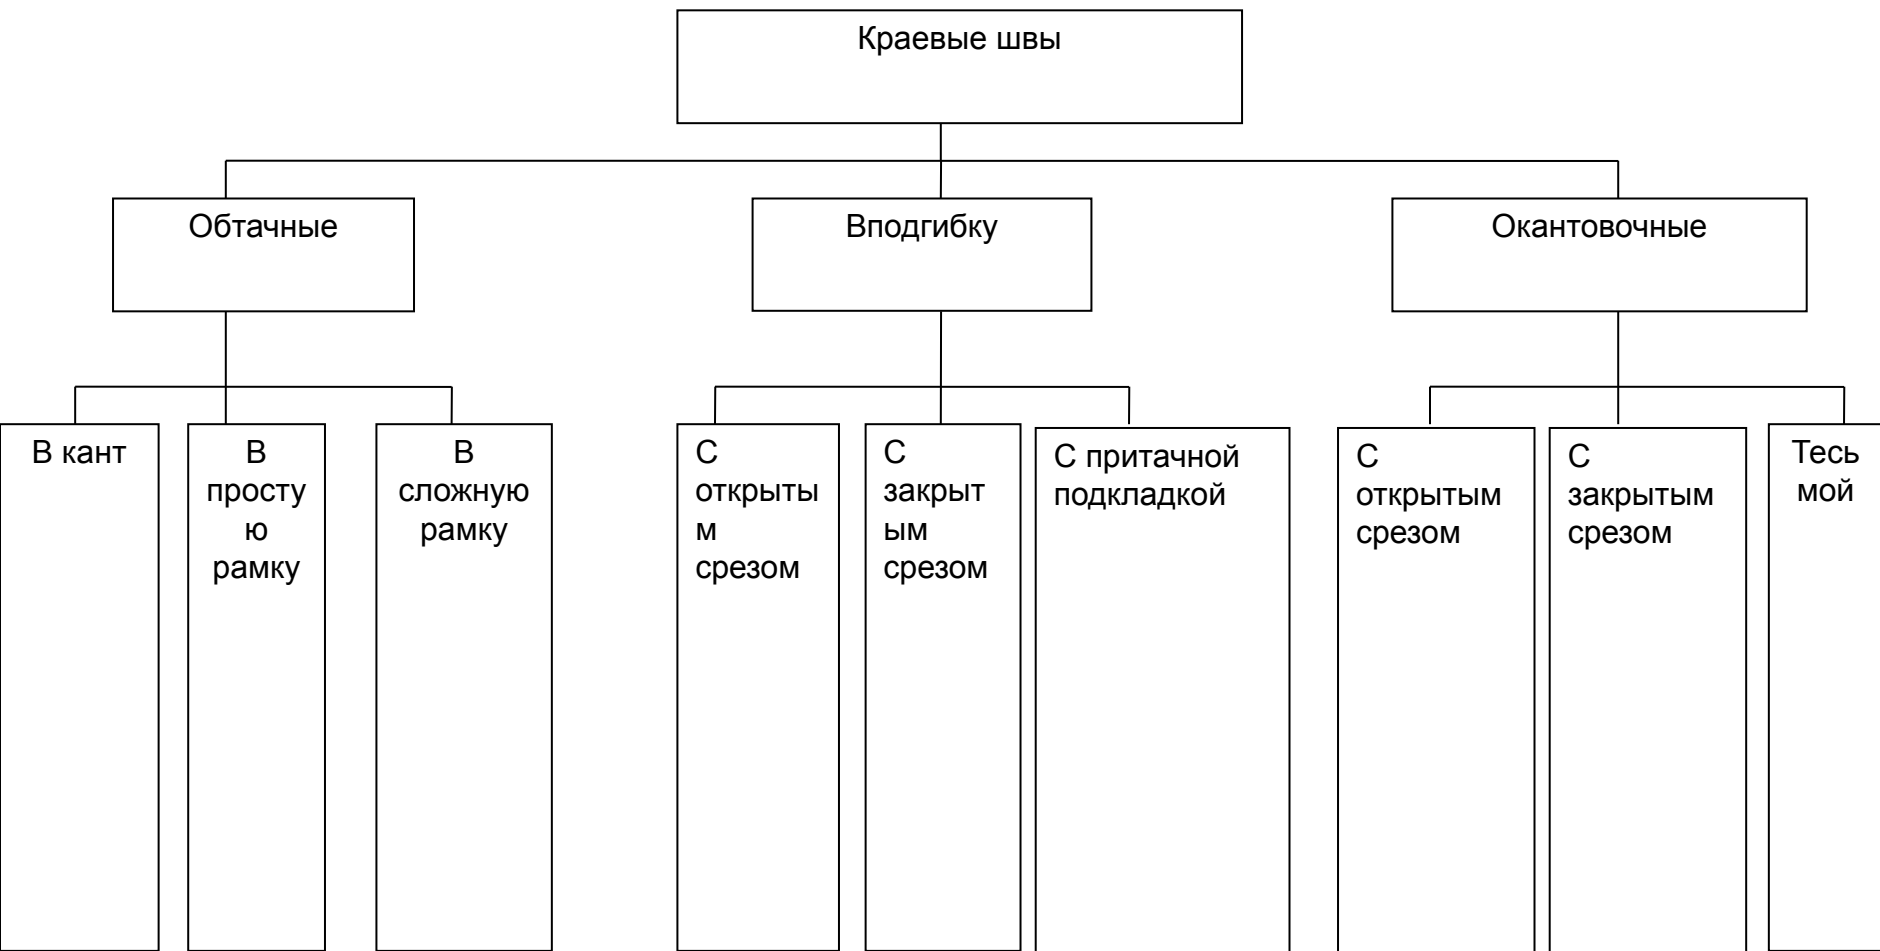 Краевые швы
Обтачные
Вподгибку
Окантовочные
В кант
В
просту
ю
рамку
В
сложную
рамку
С
открыты
м
срезом
С
закрыт
ым
срезом
С притачной
подкладкой
С
открытым
срезом
С
закрытым
срезом
Тесь
мой